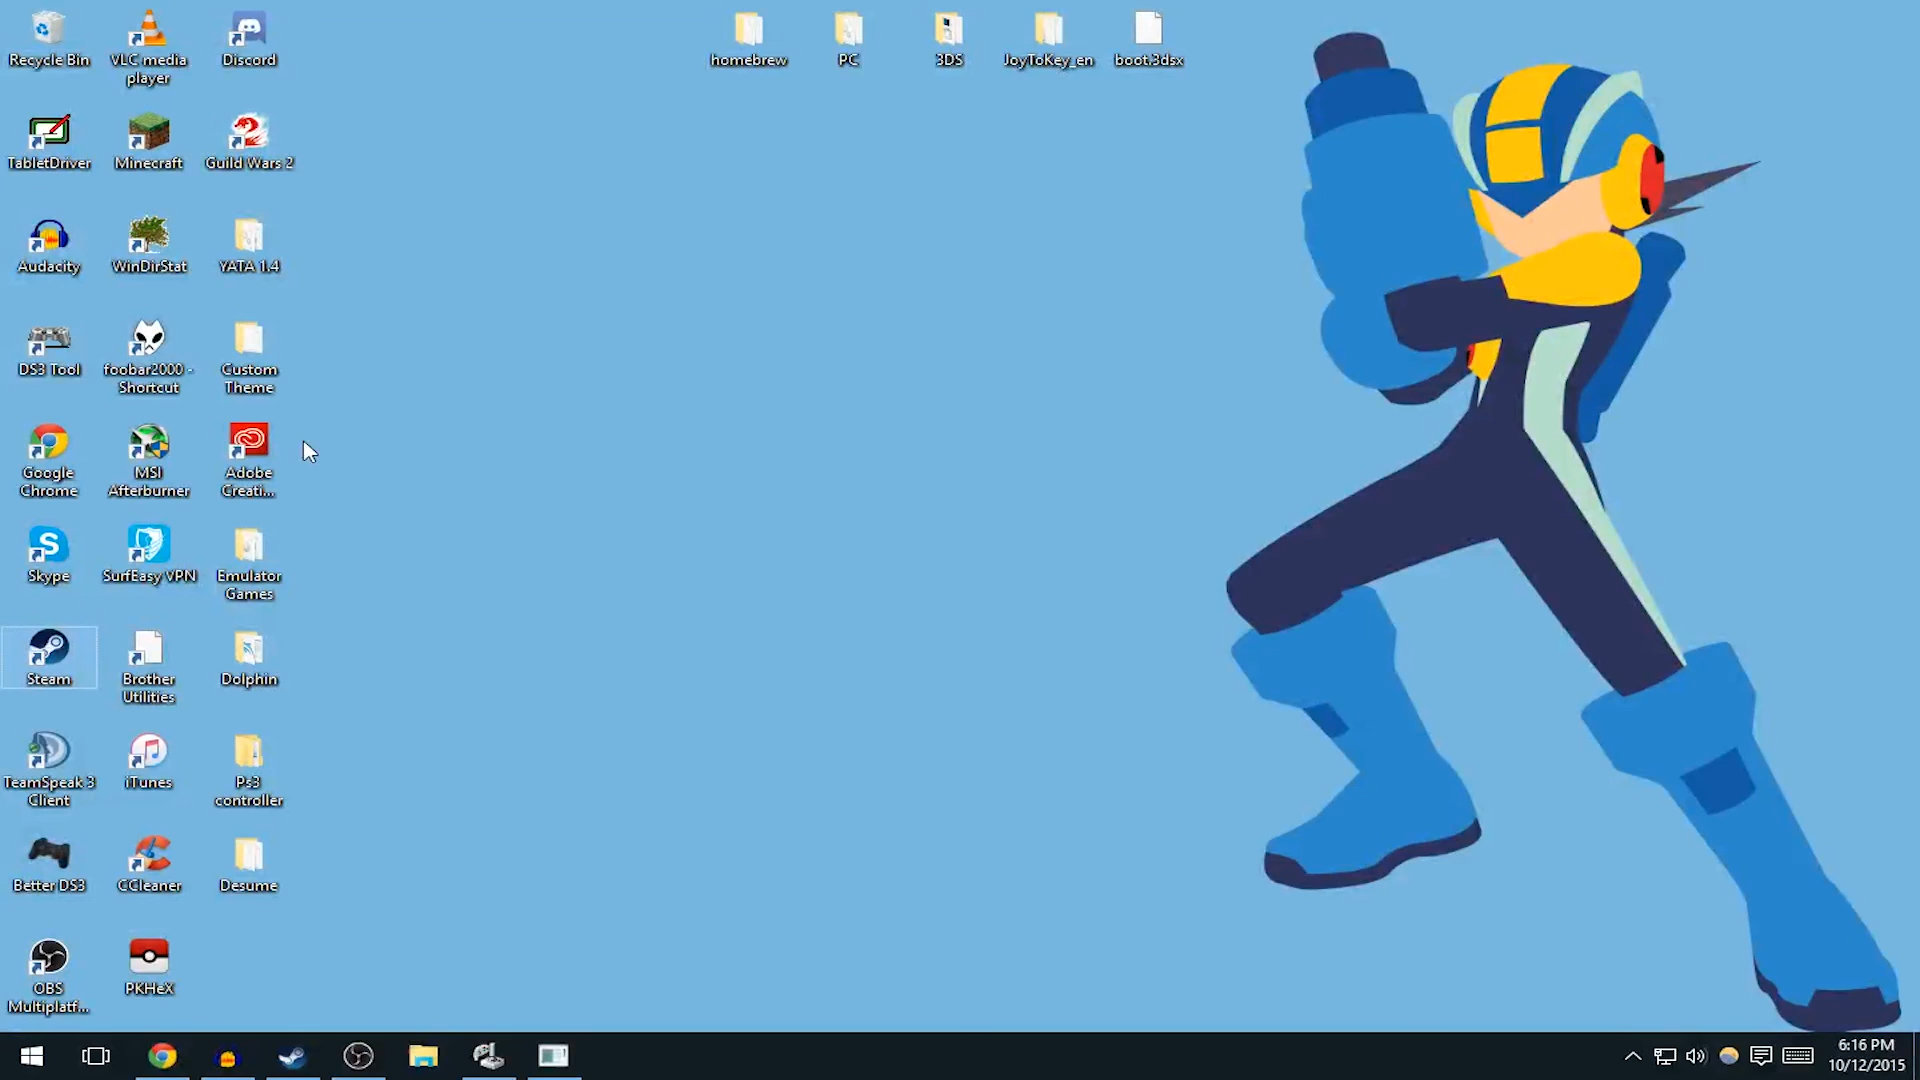 Recycle Bin
VLC media
player
Discord
homebrew
PC
3DS
JoyToKey_en
boot.3dsx
TabletDriver
Minecraft
Guild Wars 2
Audacity
WinDirStat
YATA 1.4
DS3 Tool
foobar2000 -
Shortcut
Custom
Theme
Google
Chrome
MSI
Afterburner
Adobe
Creati...
Skype
SurfEasy VPN
Emulator
Games
Steam
Brother
Utilities
Dolphin
TeamSpeak 3
Client
iTunes
Ps3
controller
Better DS3
CCleaner
Desume
OBS
Multiplatf...
PKHeX
6:16 PM
10/12/2015